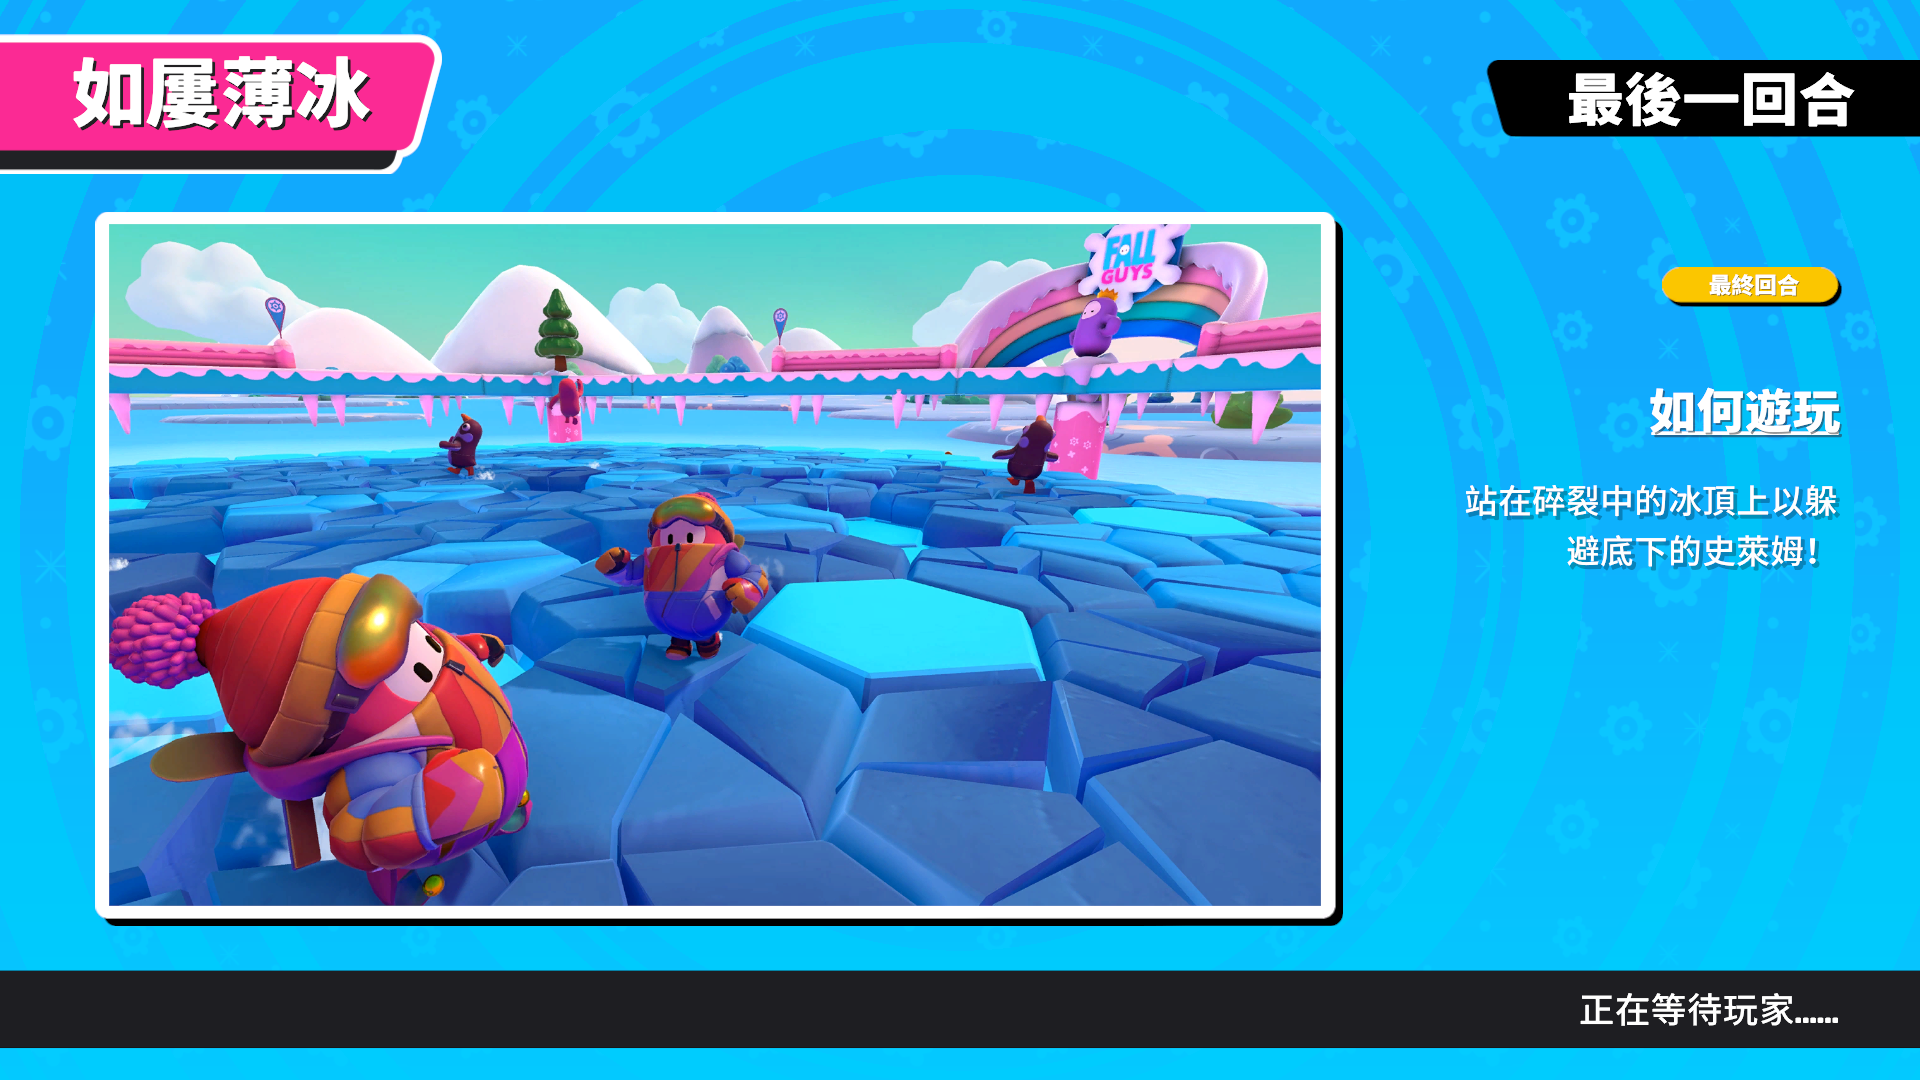 如屢薄冰
最後一回合
FALL
GUYS
最終回合
如何遊玩
站在碎裂中的冰頂上以躲
避底下的史萊姆！
正在等待玩家......